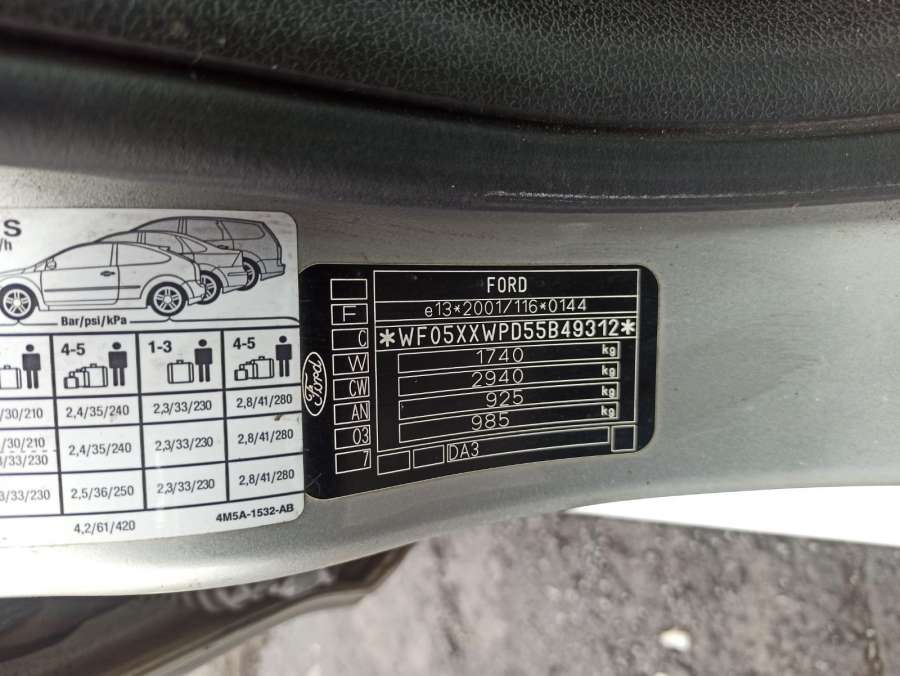 S
/h
Bar/psi/kPa
4-5 1-3 4-5
/30/210 2,4/35/240 2,3/33/230 2,8/41/280
/30/210
/33/230 2,4/35/240 2,3/33/230 2,8/41/280
3/33/230 2,5/36/250 2,3/33/230 2,8/41/280
4,2/61/420
4M5A-1532-AB
Ford
F
C
VV
CW
AN
03
7
FORD
e13*2001/116*0144
*WF05XXWPD55B49312*
1740 kg
2940 kg
925 kg
985 kg
DA3